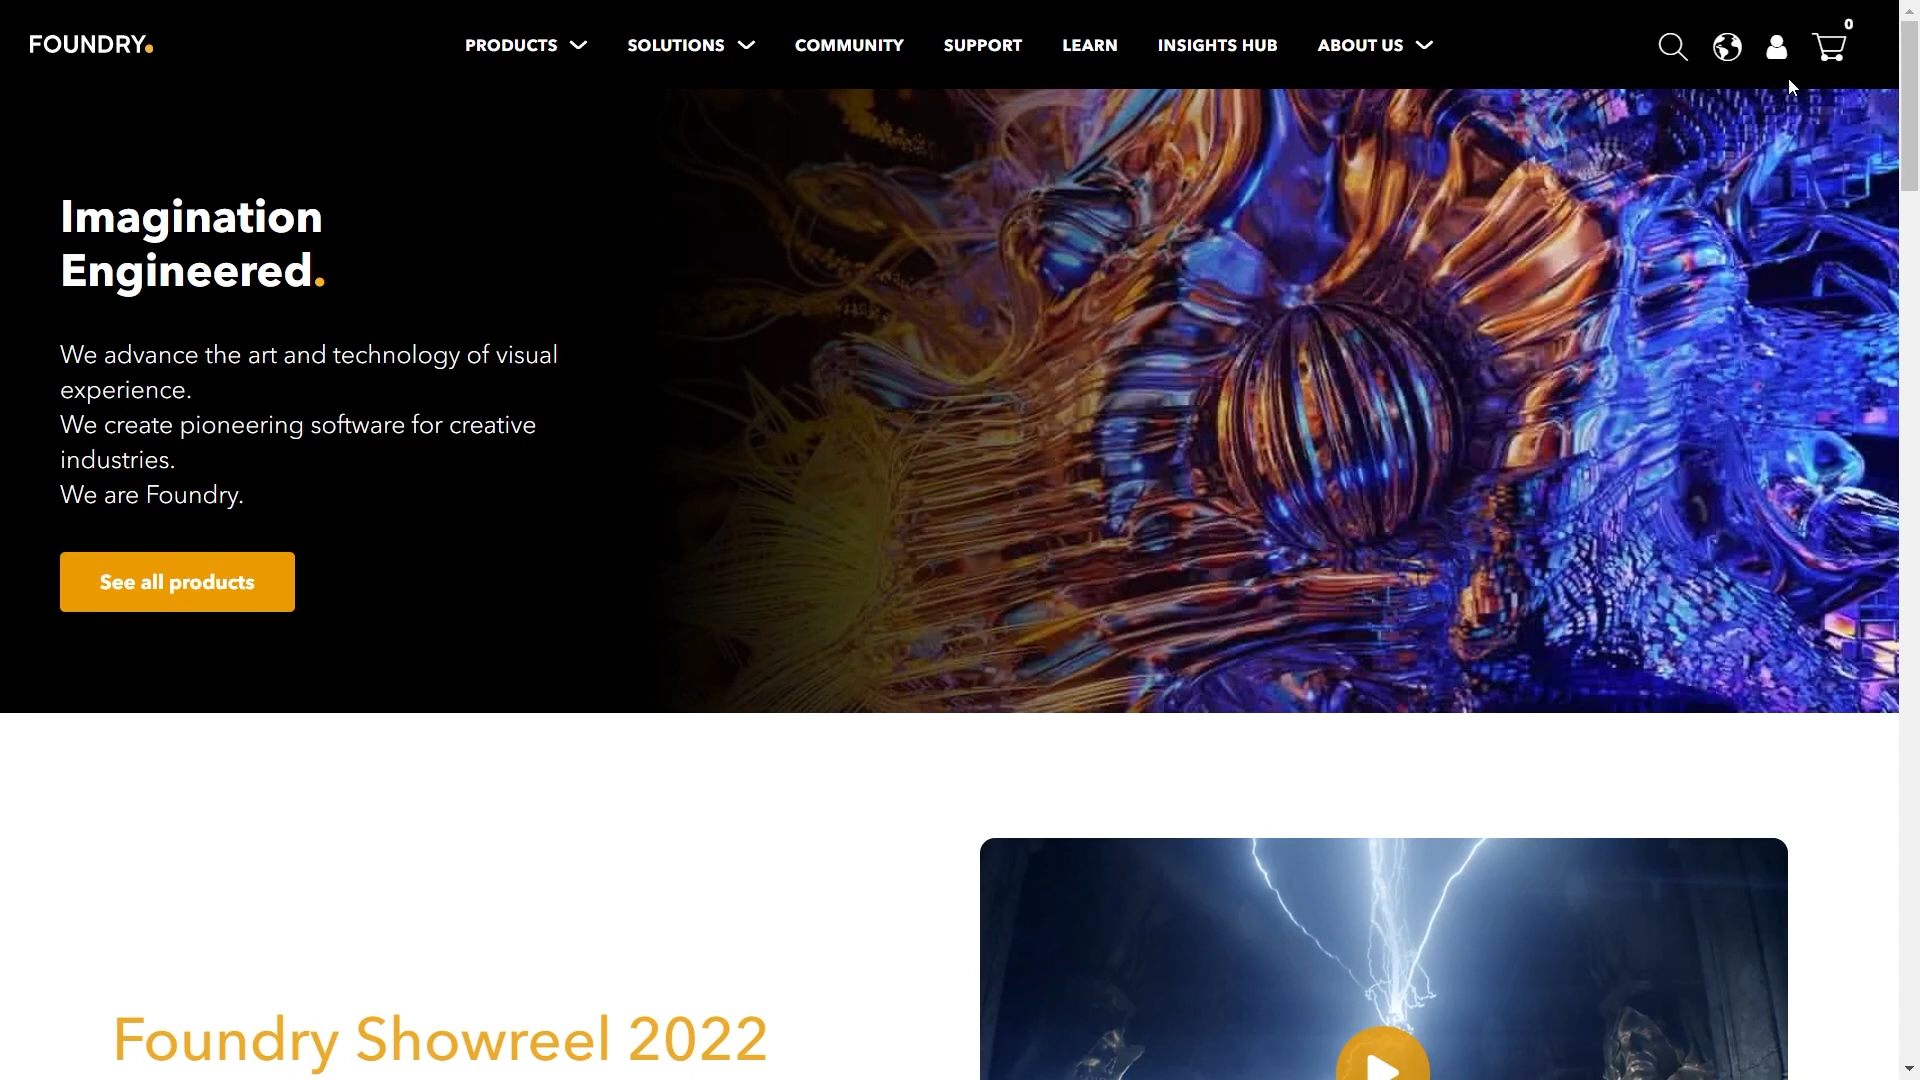 FOUNDRY.
PRODUCTS
SOLUTIONS
COMMUNITY
SUPPORT
LEARN
INSIGHTS HUB
ABOUT US
0
Imagination
Engineered.
We advance the art and technology of visual
experience.
We create pioneering software for creative
industries.
We are Foundry.
See all products
Foundry Showreel 2022